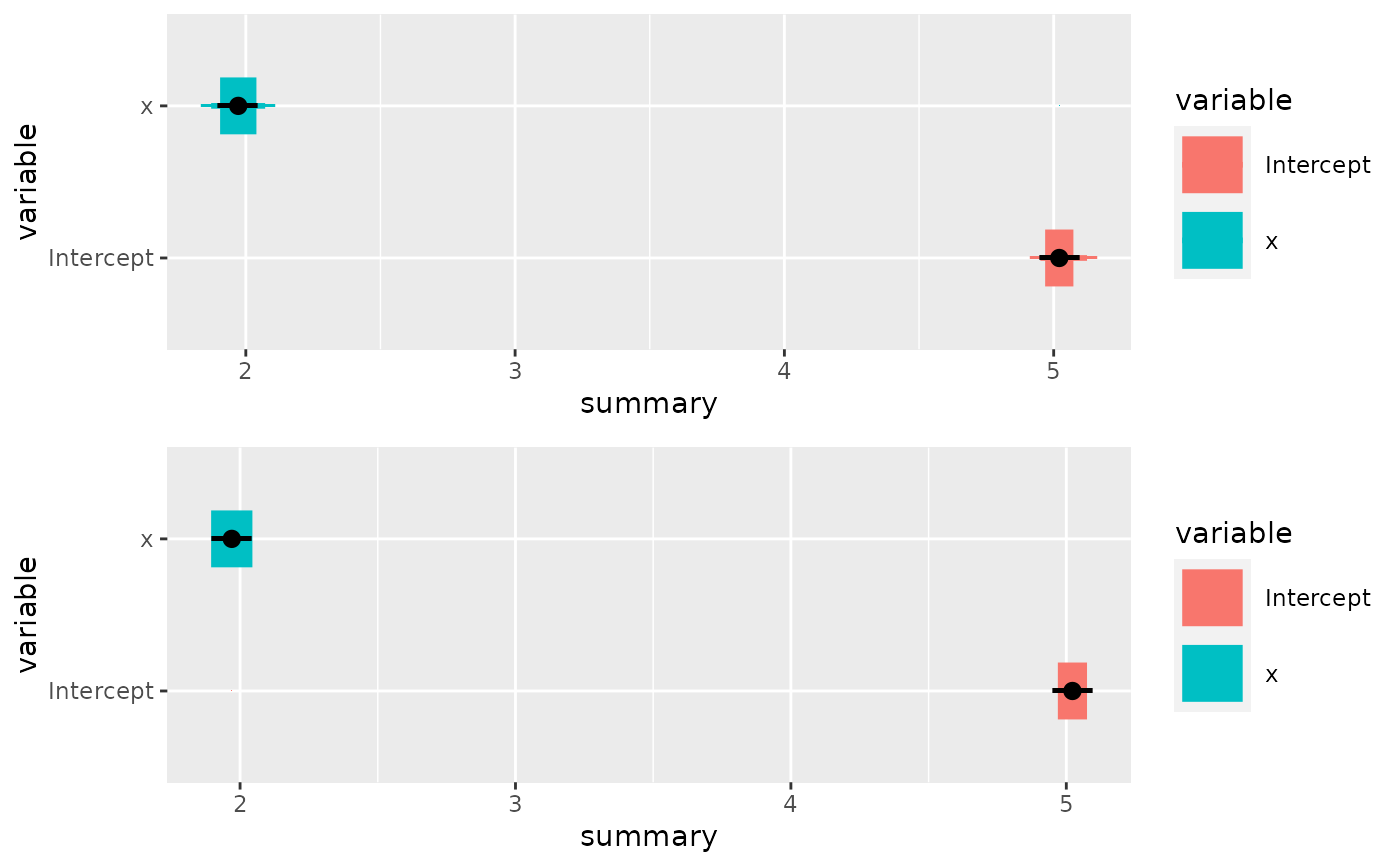 variable
x
Intercept
2 3 4 5
summary
variable
Intercept
x
variable
x
Intercept
2 3 4 5
summary
variable
Intercept
x